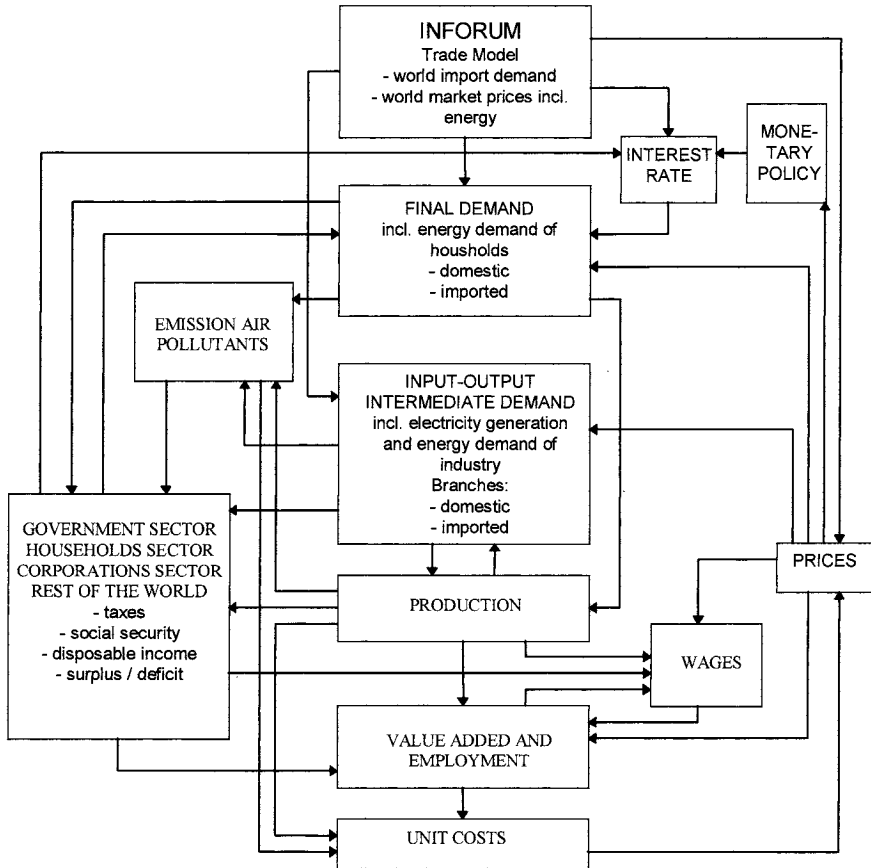 INFORUM
Trade Model
- world import demand
- world market prices incl.
energy
INTEREST
RATE
MONE-
TARY
POLICY
FINAL DEMAND
incl. energy demand of
housholds
- domestic
- imported
EMISSION AIR
POLLUTANTS
INPUT-OUTPUT
INTERMEDIATE DEMAND
incl. electricity generation
and energy demand of
industry
Branches:
- domestic
- imported
GOVERNMENT SECTOR
HOUSEHOLDS SECTOR
CORPORATIONS SECTOR
REST OF THE WORLD
- taxes
- social security
- disposable income
- surplus / deficit
PRICES
PRODUCTION
WAGES
VALUE ADDED AND
EMPLOYMENT
UNIT COSTS